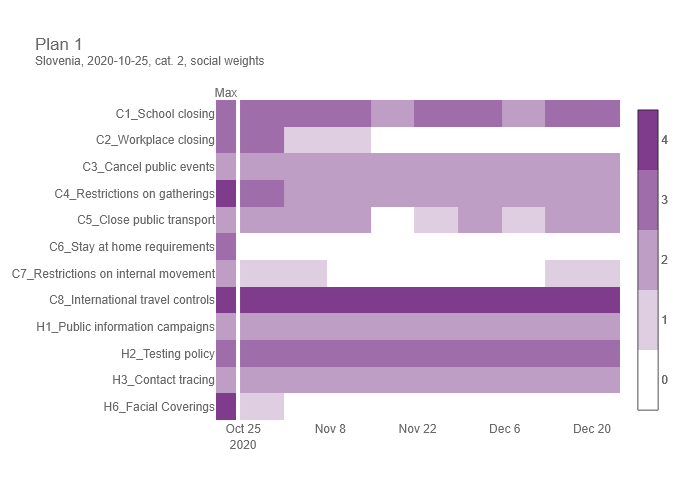 Plan 1
Slovenia, 2020-10-25, cat. 2, social weights
Max
C1_School closing
C2_Workplace closing
C3_Cancel public events
C4_Restrictions on gatherings
C5_Close public transport
C6_Stay at home requirements
C7_Restrictions on internal movement
C8_International travel controls
H1_Public information campaigns
H2_Testing policy
H3_Contact tracing
H6_Facial Coverings
Oct 25 Nov 8 Nov 22 Dec 6 Dec 20
2020
4
3
2
1
0